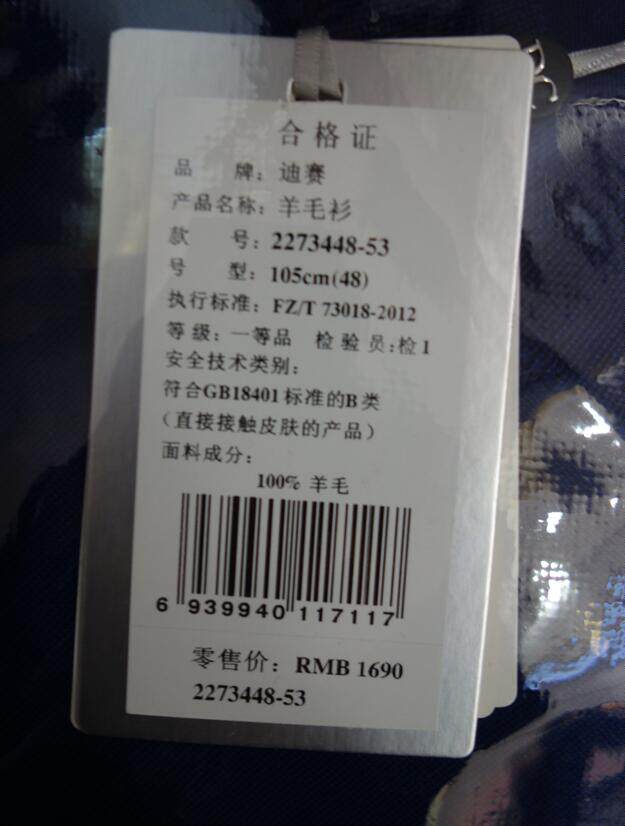 合格证
品 牌：迪赛
产品名称：羊毛衫
款 号：2273448-53
号 型：105cm(48)
执行标准：FZ/T 73018-2012
等级：一等品 检验员:检1
安全技术类别：
符合GB18401标准的B类
（直接接触皮肤的产品）
面料成分：
100% 羊毛
6 939940 117117
零售价：RMB 1690
2273448-53